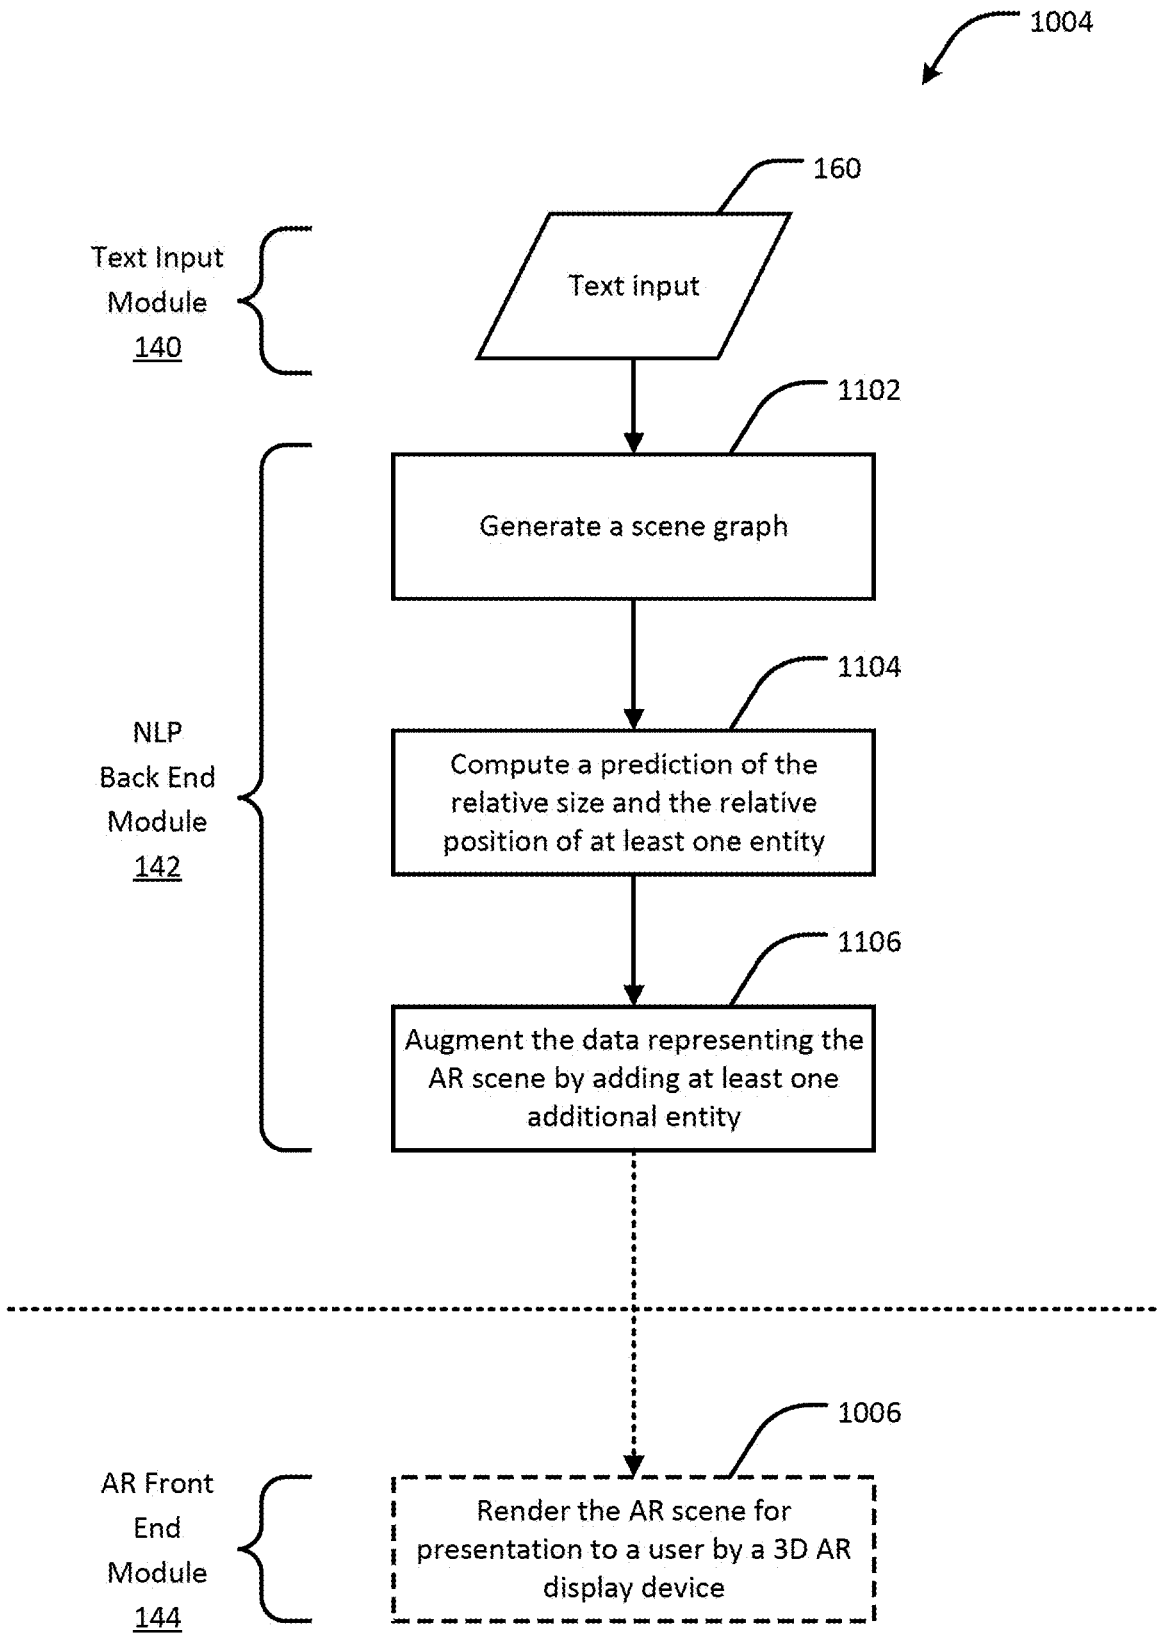 1004
160
Text Input
Module
140
Text input
1102
Generate a scene graph
1104
NLP
Back End
Module
142
Compute a prediction of the
relative size and the relative
position of at least one entity
1106
Augment the data representing the
AR scene by adding at least one
additional entity
1006
AR Front
End
Module
144
Render the AR scene for
presentation to a user by a 3D AR
display device